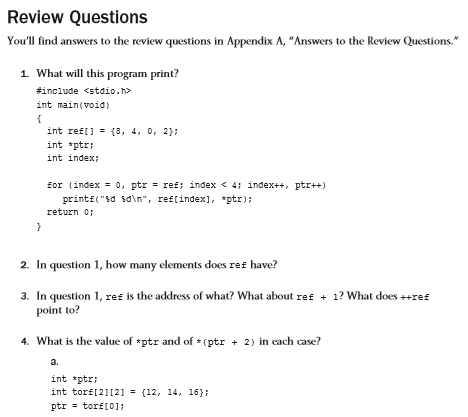 Review Questions
You'll find answers to the review questions in Appendix A, "Answers to the Review Questions."
1. What will this program print?
#include <stdio.h>
int main(void)
{
int ref[] = {8, 4, 0, 2};
int *ptr;
int index;
for (index = 0, ptr = ref; index < 4; index++, ptr++)
printf("%d %d\n", ref[index], *ptr);
return 0;
}
2. In question 1, how many elements does ref have?
3. In question 1, ref is the address of what? What about ref + 1? What does ++ref
point to?
4. What is the value of *ptr and of *(ptr + 2) in each case?
a.
int *ptr;
int torf[2][2] = {12, 14, 16};
ptr = torf[0];